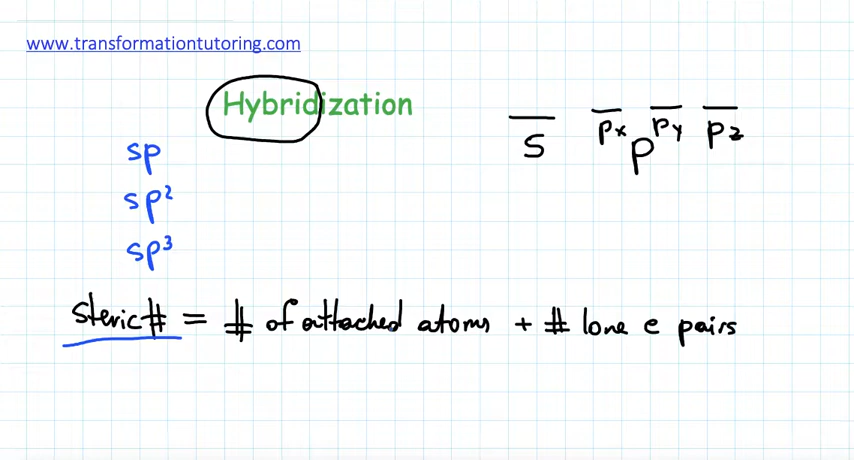 www.transformationtutoring.com
Hybridization
s px py pz
p
sp
sp²
sp³
Steric# = # of attached atoms + # lone e pairs